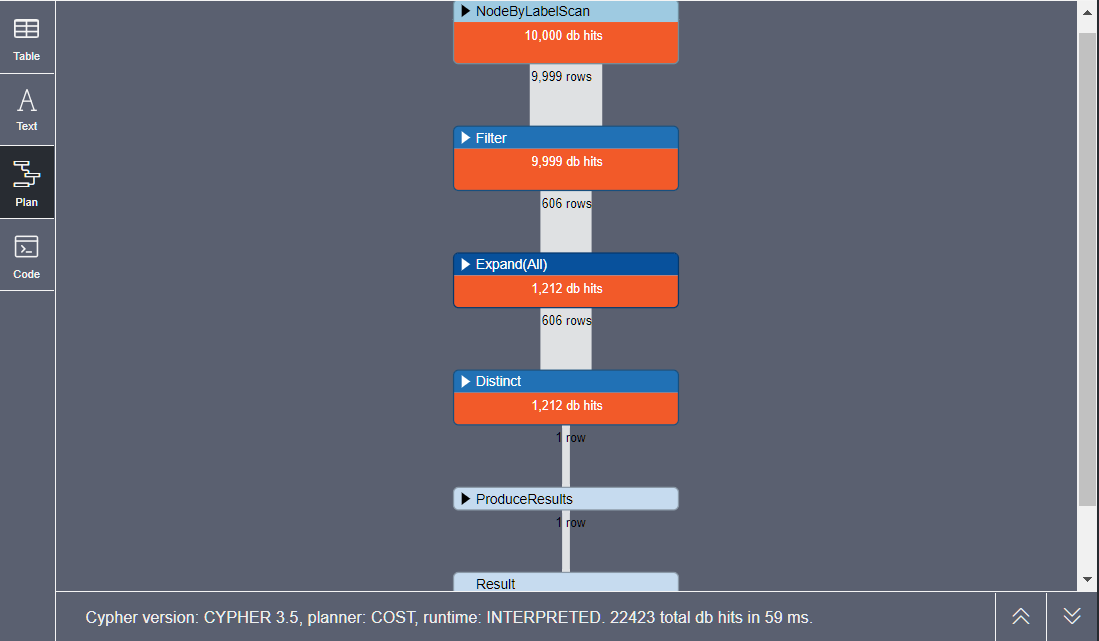 Table
Text
Plan
Code
NodeByLabelScan
10,000 db hits
9,999 rows
Filter
9,999 db hits
606 rows
Expand(All)
1,212 db hits
606 rows
Distinct
1,212 db hits
1 row
ProduceResults
1 row
Result
Cypher version: CYPHER 3.5, planner: COST, runtime: INTERPRETED. 22423 total db hits in 59 ms.